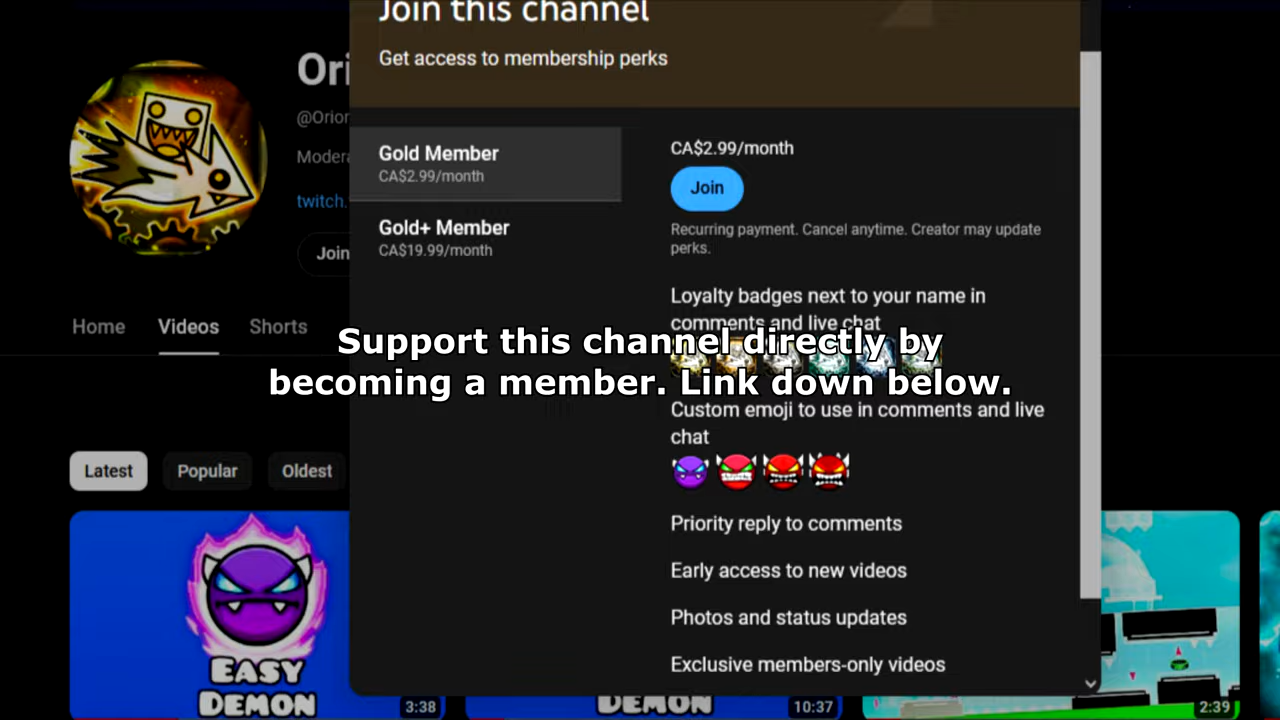 Join this channel
Get access to membership perks
Ori
@Orior
Modera
twitch.
Join
Gold Member
CA$2.99/month
Gold+ Member
CA$19.99/month
CA$2.99/month
Join
Recurring payment. Cancel anytime. Creator may update
perks.
Loyalty badges next to your name in
comments and live chat
Home Videos Shorts
Support this channel directly by
becoming a member. Link down below.
Custom emoji to use in comments and live
chat
Latest Popular Oldest
Priority reply to comments
Early access to new videos
Photos and status updates
Exclusive members-only videos
EASY
DEMON
3:38
DEMON
10:37
2:39